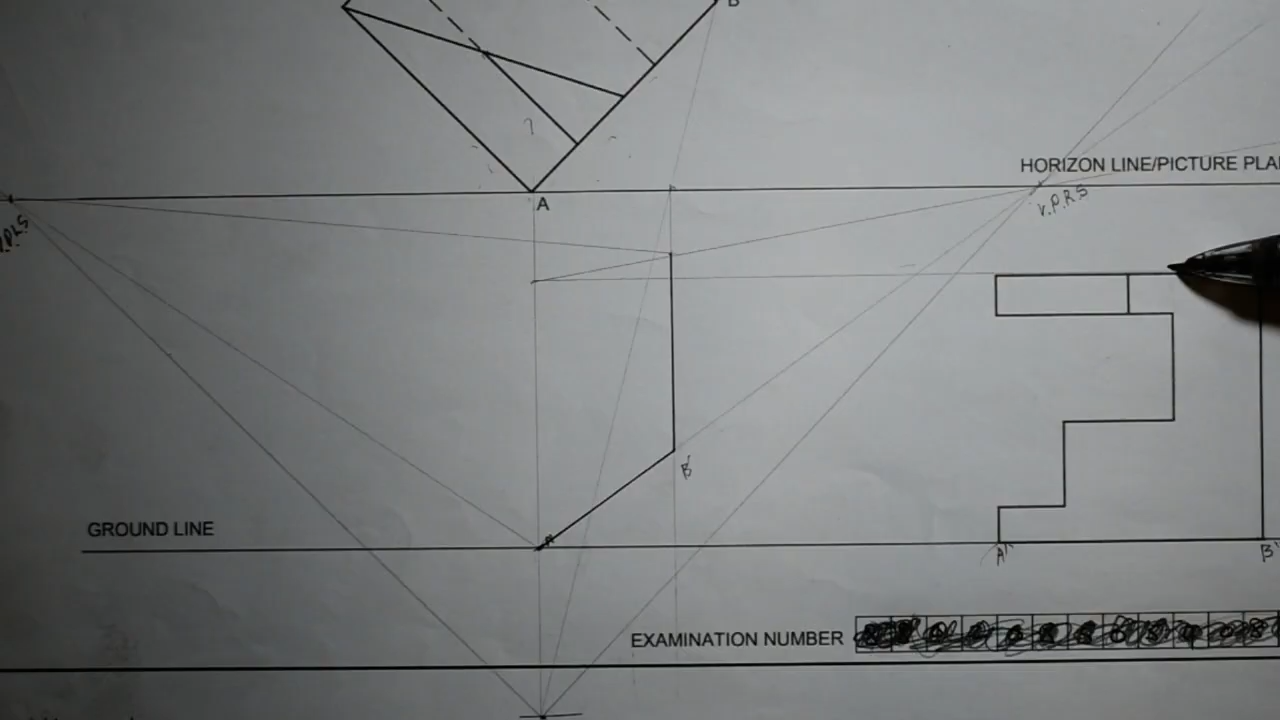 B
HORIZON LINE/PICTURE PLA
A
V.P.R.S
V.P.L.S
B'
GROUND LINE
A''
B''
EXAMINATION NUMBER